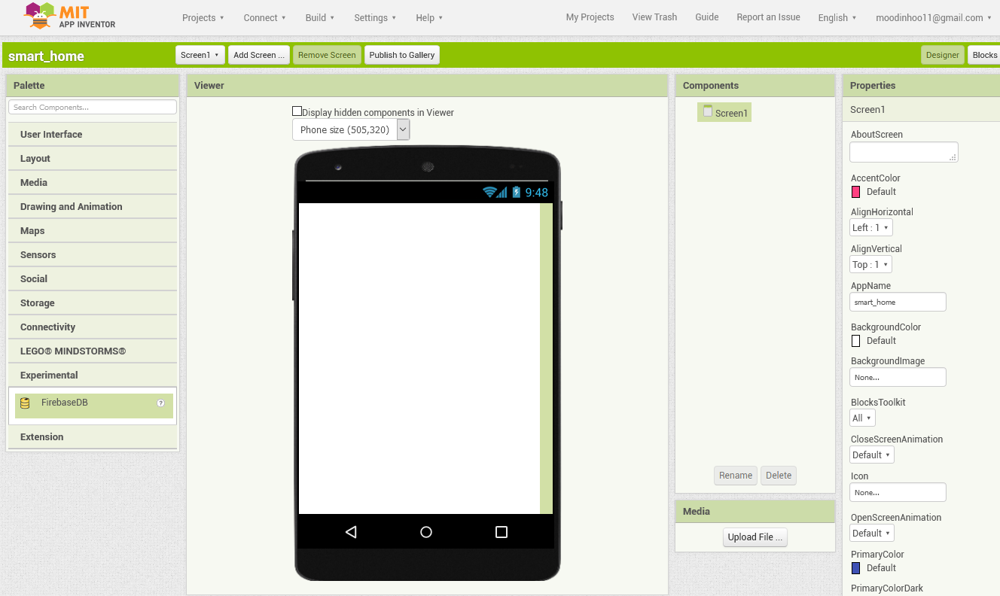 MIT
APP INVENTOR
Projects
Connect
Build
Settings
Help
My Projects
View Trash
Guide
Report an Issue
English
moodinhoo11@gmail.com
smart_home
Screen1
Add Screen ...
Remove Screen
Publish to Gallery
Designer
Blocks
Palette
Search Components...
User Interface
Layout
Media
Drawing and Animation
Maps
Sensors
Social
Storage
Connectivity
LEGO® MINDSTORMS®
Experimental
FirebaseDB
?
Extension
Viewer
Display hidden components in Viewer
Phone size (505,320)
9:48
Components
Screen1
Rename
Delete
Media
Upload File ...
Properties
Screen1
AboutScreen
AccentColor
Default
AlignHorizontal
Left : 1
AlignVertical
Top : 1
AppName
smart_home
BackgroundColor
Default
BackgroundImage
None...
BlocksToolkit
All
CloseScreenAnimation
Default
Icon
None...
OpenScreenAnimation
Default
PrimaryColor
Default
PrimaryColorDark